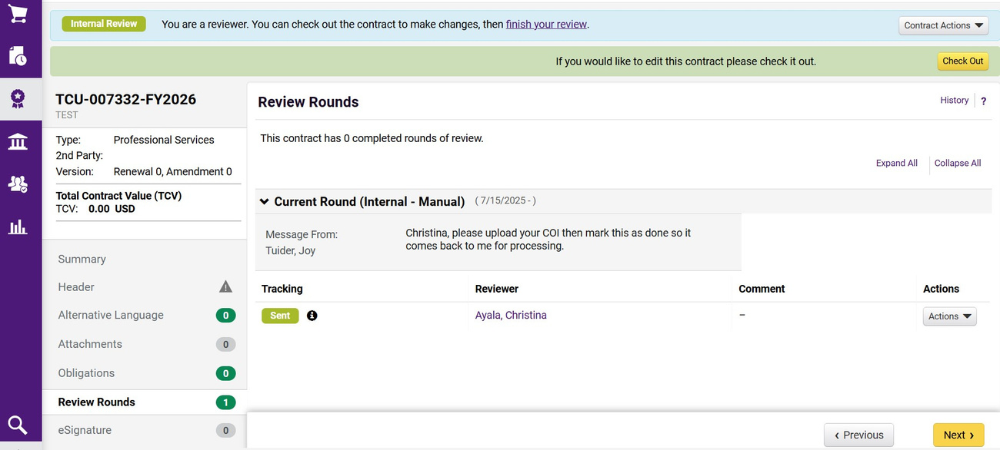 Internal Review
You are a reviewer. You can check out the contract to make changes, then finish your review.
Contract Actions
If you would like to edit this contract please check it out.
Check Out
TCU-007332-FY2026
TEST
Type: Professional Services
2nd Party:
Version: Renewal 0, Amendment 0
Total Contract Value (TCV)
TCV: 0.00 USD
Summary
Header
Alternative Language 0
Attachments 0
Obligations 0
Review Rounds 1
eSignature 0
Review Rounds
History ?
This contract has 0 completed rounds of review.
Expand All Collapse All
Current Round (Internal - Manual) ( 7/15/2025 - )
Message From:
Tuider, Joy
Christina, please upload your COI then mark this as done so it
comes back to me for processing.
Tracking Reviewer Comment Actions
Sent Ayala, Christina – Actions
‹ Previous Next ›